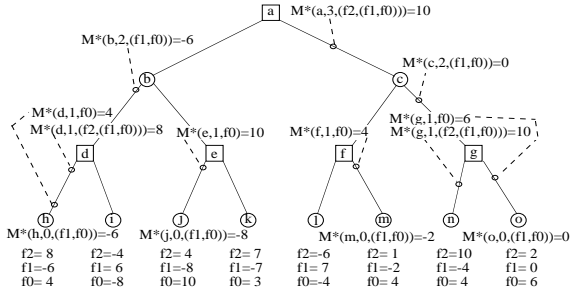 a
M*(a,3,(f2,(f1,f0)))=10
M*(b,2,(f1,f0))=-6
M*(c,2,(f1,f0))=0
b
c
M*(d,1,f0)=4
M*(g,1,f0)=6
M*(d,1,(f2,(f1,f0)))=8
M*(e,1,f0)=10
M*(f,1,f0)=4
M*(g,1,(f2,(f1,f0)))=10
d
e
f
g
h
i
j
k
l
m
n
o
M*(h,0,(f1,f0))=-6
M*(j,0,(f1,f0))=-8
M*(m,0,(f1,f0))=-2
M*(o,0,(f1,f0))=0
f2= 8 f2=-4 f2= 4 f2= 7 f2=-6 f2= 1 f2=10 f2= 2
f1=-6 f1= 6 f1=-8 f1=-7 f1= 7 f1=-2 f1=-4 f1= 0
f0= 4 f0=-8 f0=10 f0= 3 f0=-4 f0= 4 f0= 6 f0= 4